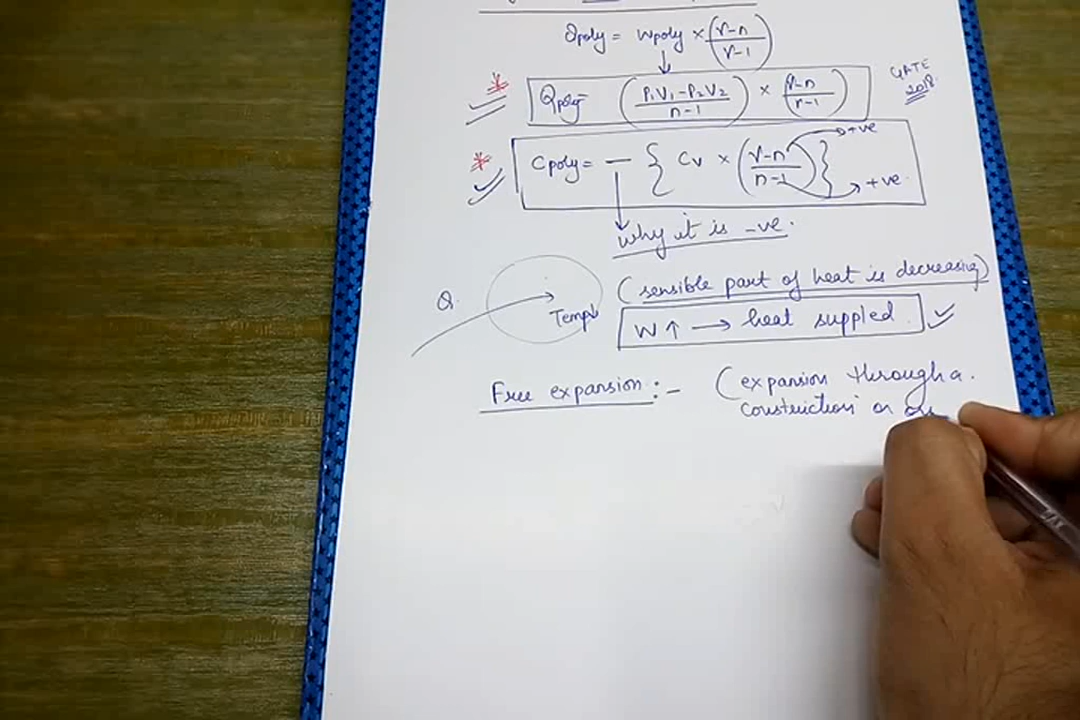 Qpoly = Wpoly × (γ-n / γ-1)
Qpoly = (P₁V₁ - P₂V₂ / n-1) × (γ-n / γ-1)
GATE 2018
Cpoly = - { Cv × (γ-n / n-1) }
+ve
+ve
why it is -ve.
Q.
Temp↓
(sensible part of heat is decreasing)
W ↑ → heat suppled.
Free expansion :- (expansion through a.
constriction or